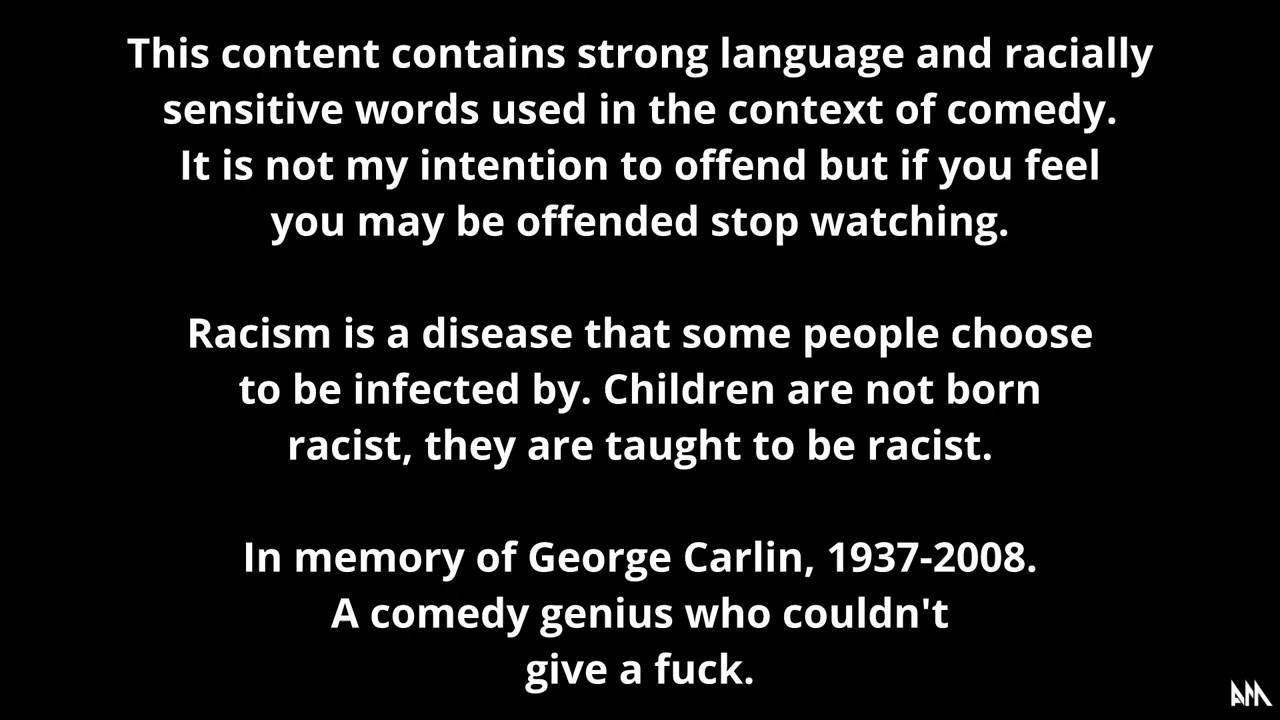 This content contains strong language and racially
sensitive words used in the context of comedy.
It is not my intention to offend but if you feel
you may be offended stop watching.
Racism is a disease that some people choose
to be infected by. Children are not born
racist, they are taught to be racist.
In memory of George Carlin, 1937-2008.
A comedy genius who couldn't
give a fuck.